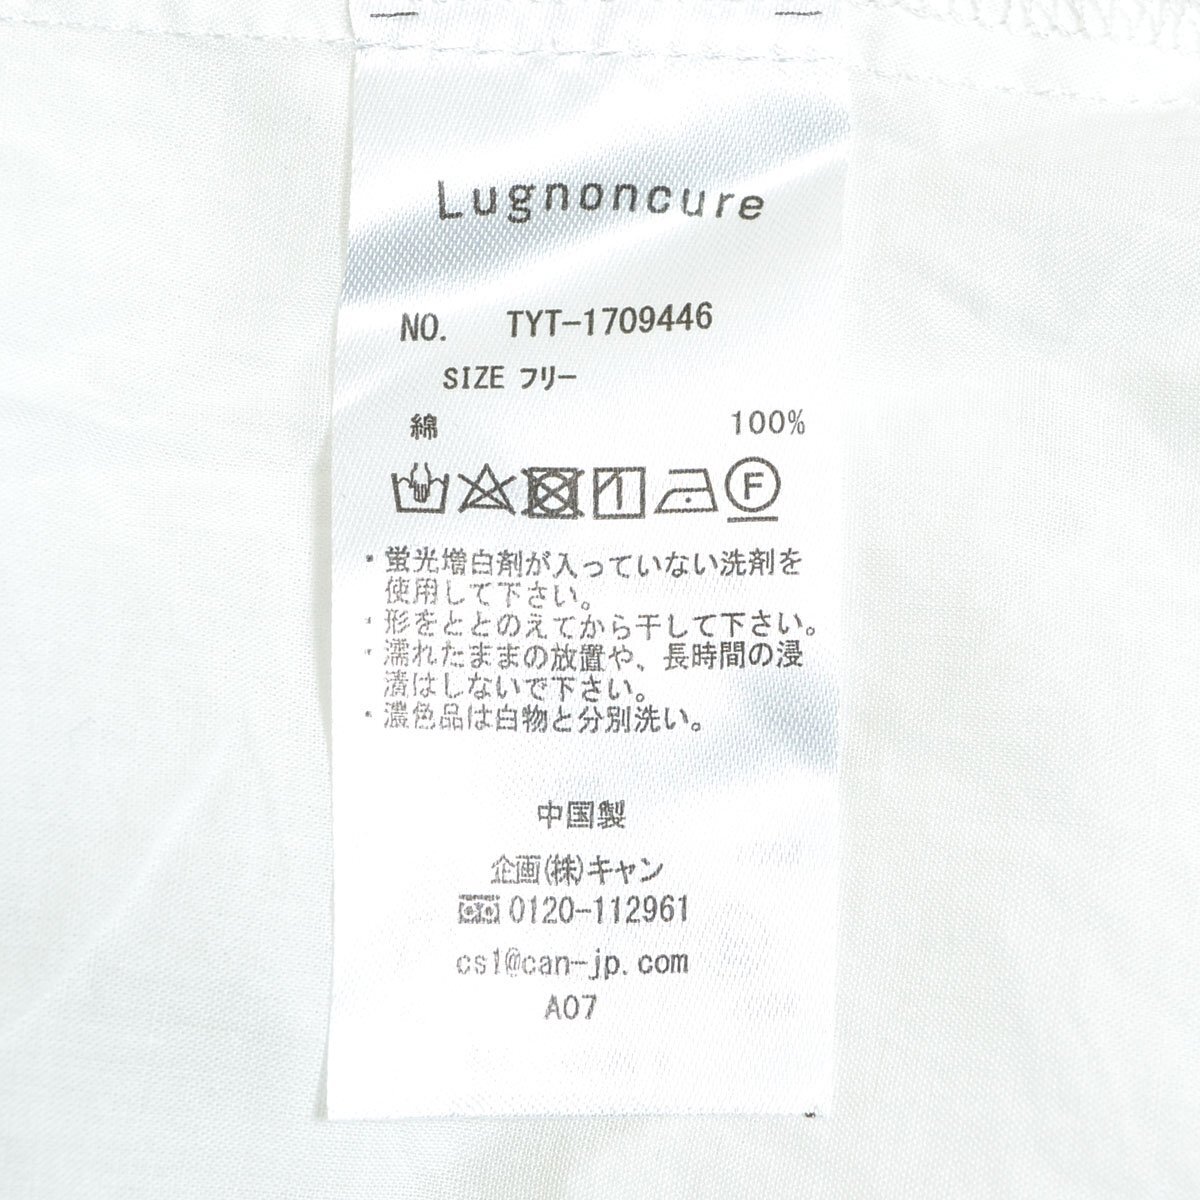 Lugnoncure
NO. TYT-1709446
SIZE フリー
綿 100%
F
・蛍光増白剤が入っていない洗剤を
使用して下さい。
・形をととのえてから干して下さい。
・濡れたままの放置や、長時間の浸
漬はしないで下さい。
・濃色品は白物と分別洗い。
中国製
企画(株)キャン
0120-112961
cs1@can-jp.com
A07